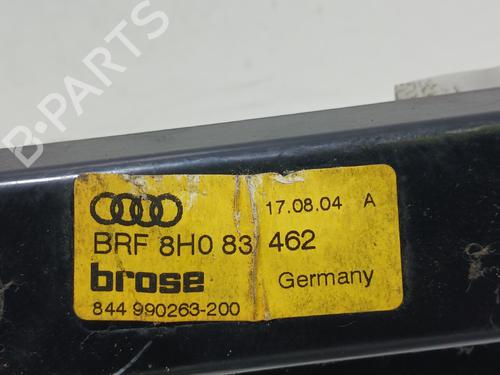 17.08.04 A
BRF 8H0 83 462
brose
Germany
844 990263-200
B-PARTS